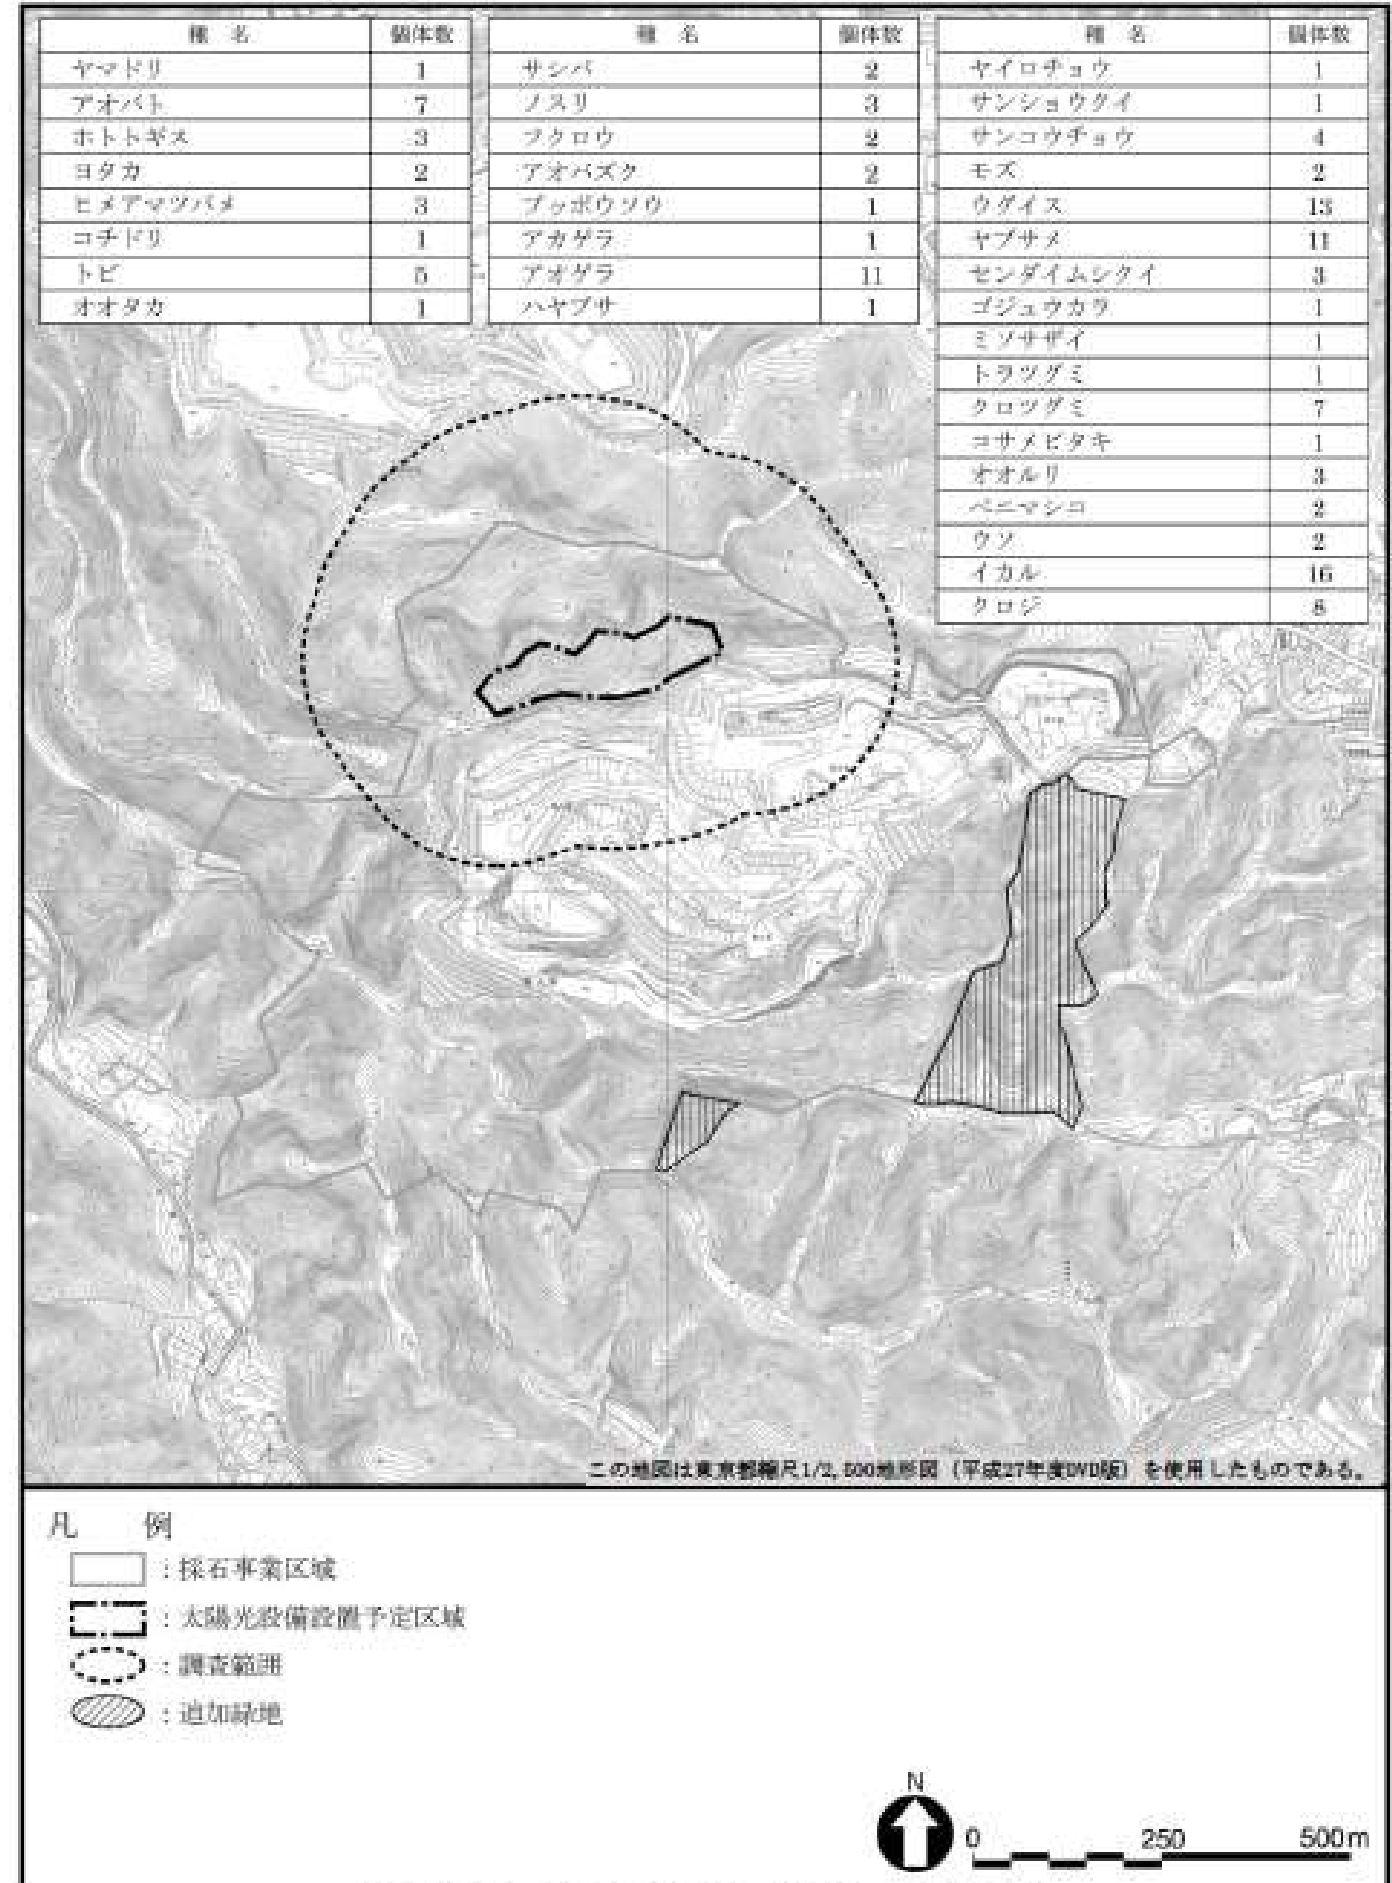 種 名 個体数
ヤマドリ 1
アオバト 7
ホトトギス 3
ヨタカ 2
ヒメアマツバメ 3
コチドリ 1
トビ 5
オオタカ 1
種 名 個体数
サシバ 2
ノスリ 3
フクロウ 2
アオバズク 2
ブッポウソウ 1
アカゲラ 1
アオゲラ 11
ハヤブサ 1
種 名 個体数
ヤイロチョウ 1
サンショウクイ 1
サンコウチョウ 4
モズ 2
ウグイス 13
ヤブサメ 11
センダイムシクイ 3
ゴジュウカラ 1
ミソサザイ 1
トラツグミ 1
クロツグミ 7
コサメビタキ 1
オオルリ 3
ベニマシコ 2
ウソ 2
イカル 16
クロジ
この地図は東京都縮尺1/2,500地形図（平成27年度DVD版）を使用したものである。
凡 例
：採石事業区域
：太陽光設備設置予定区域
：調査範囲
：追加緑地
N
0 250 500m